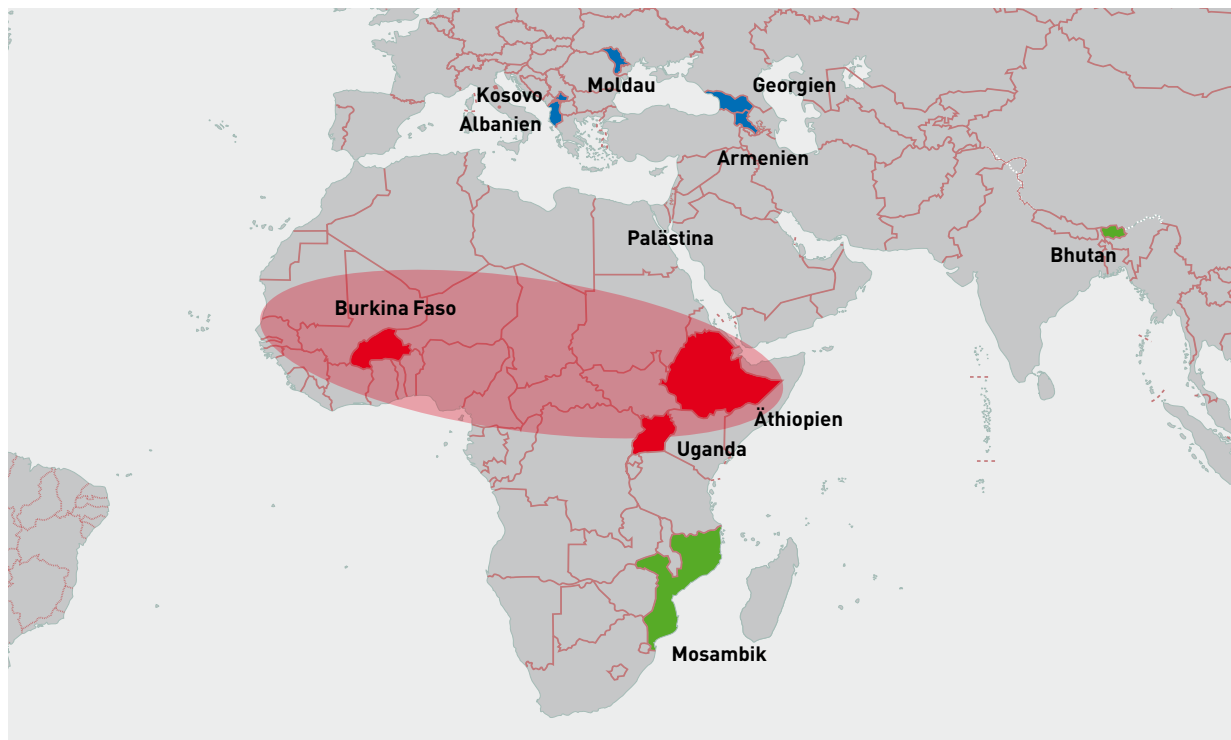 Moldau
Georgien
Kosovo
Albanien
Armenien
Palästina
Bhutan
Burkina Faso
Äthiopien
Uganda
Mosambik